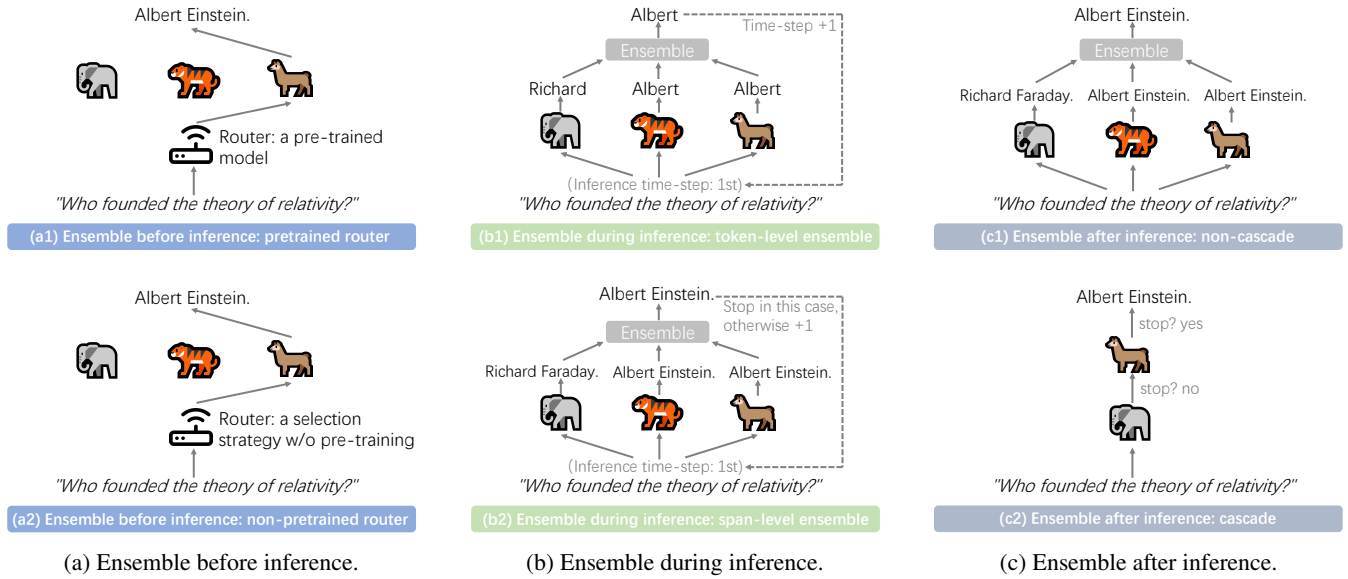 Albert Einstein.
Router: a pre-trained
model
"Who founded the theory of relativity?"
(a1) Ensemble before inference: pretrained router
Albert Einstein.
Router: a selection
strategy w/o pre-training
"Who founded the theory of relativity?"
(a2) Ensemble before inference: non-pretrained router
(a) Ensemble before inference.
Albert
Time-step +1
Ensemble
Richard
Albert
Albert
(Inference time-step: 1st)
"Who founded the theory of relativity?"
(b1) Ensemble during inference: token-level ensemble
Albert Einstein.
Stop in this case,
otherwise +1
Ensemble
Richard Faraday.
Albert Einstein.
Albert Einstein.
(Inference time-step: 1st)
"Who founded the theory of relativity?"
(b2) Ensemble during inference: span-level ensemble
(b) Ensemble during inference.
Albert Einstein.
Ensemble
Richard Faraday.
Albert Einstein.
Albert Einstein.
"Who founded the theory of relativity?"
(c1) Ensemble after inference: non-cascade
Albert Einstein.
stop? yes
stop? no
"Who founded the theory of relativity?"
(c2) Ensemble after inference: cascade
(c) Ensemble after inference.